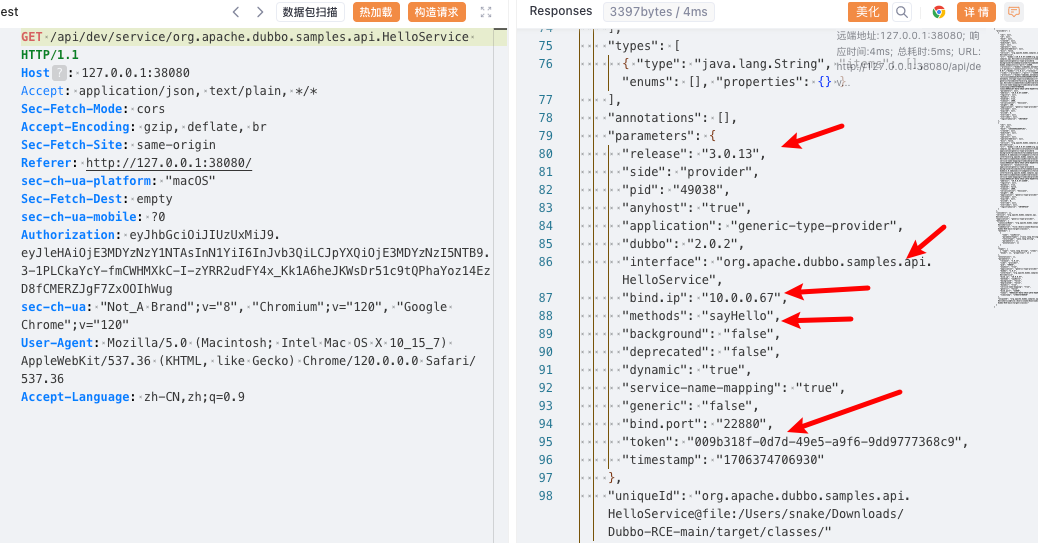 est
数据包扫描
热加载
构造请求
GET /api/dev/service/org.apache.dubbo.samples.api.HelloService
HTTP/1.1
Host ? : 127.0.0.1:38080
Accept: application/json, text/plain, */*
Sec-Fetch-Mode: cors
Accept-Encoding: gzip, deflate, br
Sec-Fetch-Site: same-origin
Referer: http://127.0.0.1:38080/
sec-ch-ua-platform: "macOS"
Sec-Fetch-Dest: empty
sec-ch-ua-mobile: ?0
Authorization: eyJhbGciOiJIUzUxMiJ9.
eyJleHAiOjE3MDYzNzY1NTAsInN1YiI6InJvb3QiLCJpYXQiOjE3MDYzNzI5NTB9.
3-1PLCkaYcY-fmCWHMXkC-I-zYRR2udFY4x_Kk1A6heJKWsDr51c9tQPhaYoz14Ez
D8fCMERZJgF7ZxOOIhWug
sec-ch-ua: "Not_A Brand";v="8", "Chromium";v="120", "Google
Chrome";v="120"
User-Agent: Mozilla/5.0 (Macintosh; Intel Mac OS X 10_15_7)
AppleWebKit/537.36 (KHTML, like Gecko) Chrome/120.0.0.0 Safari/
537.36
Accept-Language: zh-CN,zh;q=0.9
Responses 3397bytes / 4ms
美化
详情
远端地址:127.0.0.1:38080; 响
应时间:4ms; 总耗时:5ms; URL:
http://127.0.0.1:38080/api/de
v...
74 ],
75 "types": [
76 { "type": "java.lang.String", "items": [],
"enums": [], "properties": {} }
77 ],
78 "annotations": [],
79 "parameters": {
80 "release": "3.0.13",
81 "side": "provider",
82 "pid": "49038",
83 "anyhost": "true",
84 "application": "generic-type-provider",
85 "dubbo": "2.0.2",
86 "interface": "org.apache.dubbo.samples.api.
HelloService",
87 "bind.ip": "10.0.0.67",
88 "methods": "sayHello",
89 "background": "false",
90 "deprecated": "false",
91 "dynamic": "true",
92 "service-name-mapping": "true",
93 "generic": "false",
94 "bind.port": "22880",
95 "token": "009b318f-0d7d-49e5-a9f6-9dd9777368c9",
96 "timestamp": "1706374706930"
97 },
98 "uniqueId": "org.apache.dubbo.samples.api.
HelloService@file:/Users/snake/Downloads/
Dubbo-RCE-main/target/classes/"